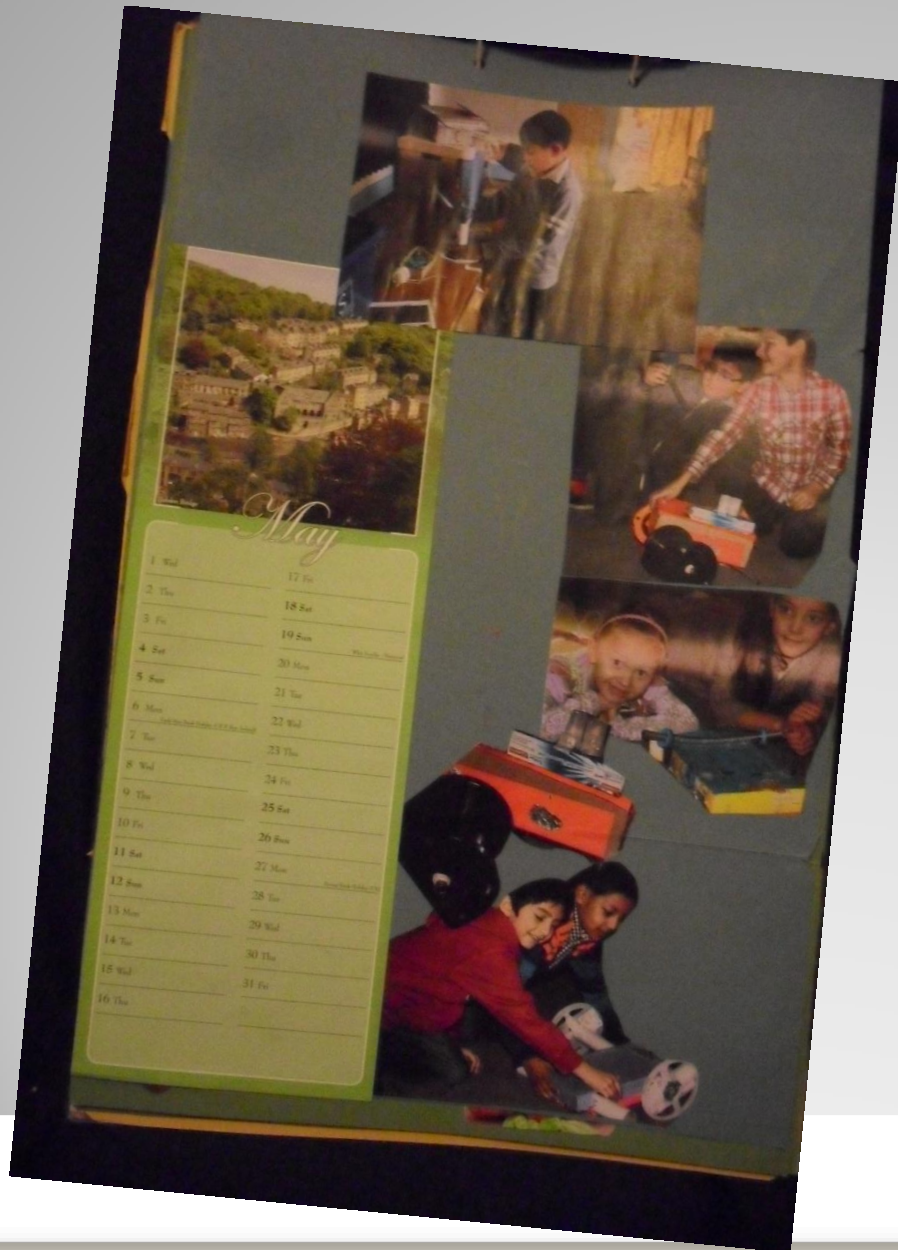 May
1 Wed
2 Thu
3 Fri
4 Sat
5 Sun
6 Mon
7 Tue
8 Wed
9 Thu
10 Fri
11 Sat
12 Sun
13 Mon
14 Tue
15 Wed
16 Thu
17 Fri
18 Sat
19 Sun
20 Mon
21 Tue
22 Wed
23 Thu
24 Fri
25 Sat
26 Sun
27 Mon
28 Tue
29 Wed
30 Thu
31 Fri